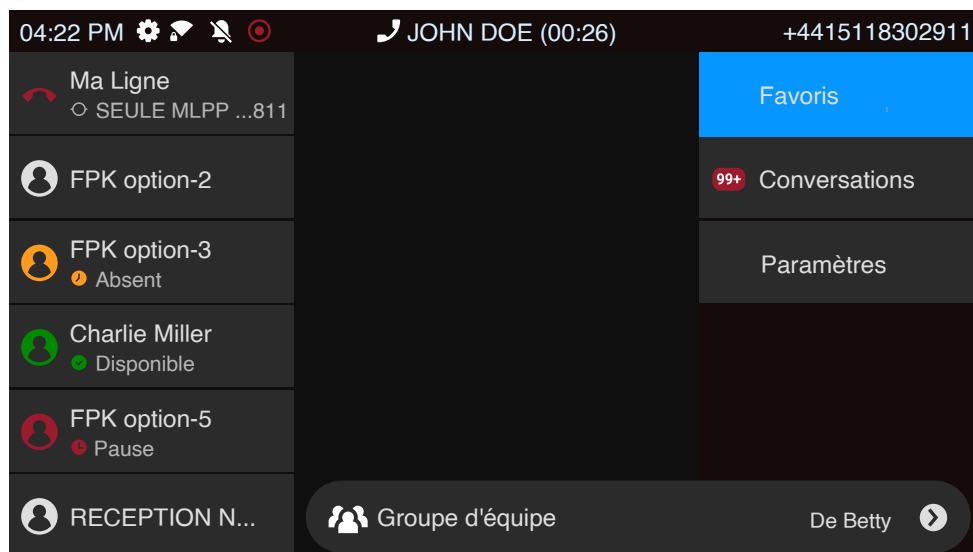 04:22 PM
JOHN DOE (00:26)
+4415118302911
Ma Ligne
SEULE MLPP ...811
FPK option-2
FPK option-3
Absent
Charlie Miller
Disponible
FPK option-5
Pause
RECEPTION N...
Favoris
99+ Conversations
Paramètres
Groupe d'équipe
De Betty